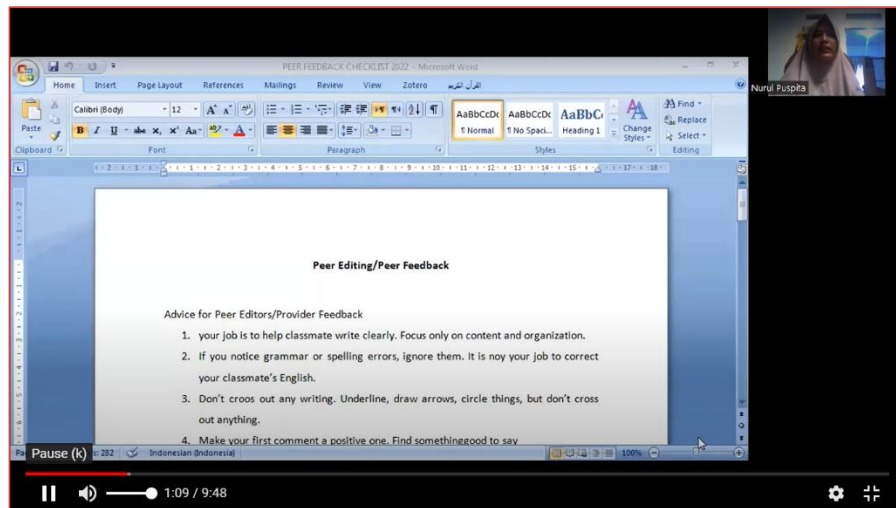 PEER FEEDBACK CHECKLIST 2022 - Microsoft Word
Nurul Puspita
Home Insert Page Layout References Mailings Review View Zotero القرآن الكريم
Calibri (Body) 12
AaBbCcDc AaBbCcDc AaBbC
Find
Replace
Select
Paste
B I U abc x, x² Aa
¶ Normal ¶ No Spaci... Heading 1
Change Styles
Clipboard Font Paragraph Styles Editing
Peer Editing/Peer Feedback
Advice for Peer Editors/Provider Feedback
1. your job is to help classmate write clearly. Focus only on content and organization.
2. If you notice grammar or spelling errors, ignore them. It is noy your job to correct
your classmate's English.
3. Don't croos out any writing. Underline, draw arrows, circle things, but don't cross
out anything.
4. Make your first comment a positive one. Find somethinggood to say
Pause (k)
s: 282 Indonesian (Indonesia) 100%
1:09 / 9:48